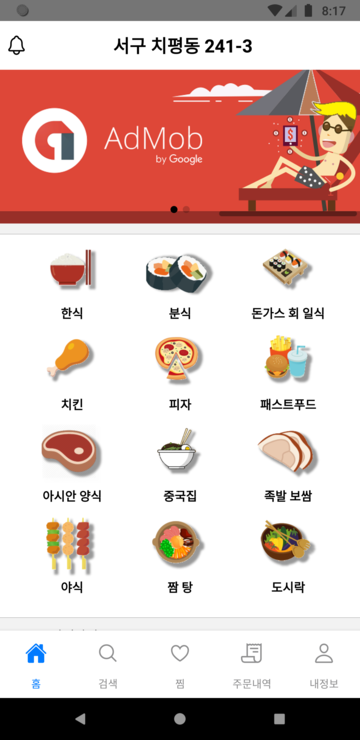 8:17
서구 치평동 241-3
AdMob
by Google
한식
분식
돈가스 회 일식
치킨
피자
패스트푸드
아시안 양식
중국집
족발 보쌈
야식
찜 탕
도시락
홈
검색
찜
주문내역
내정보